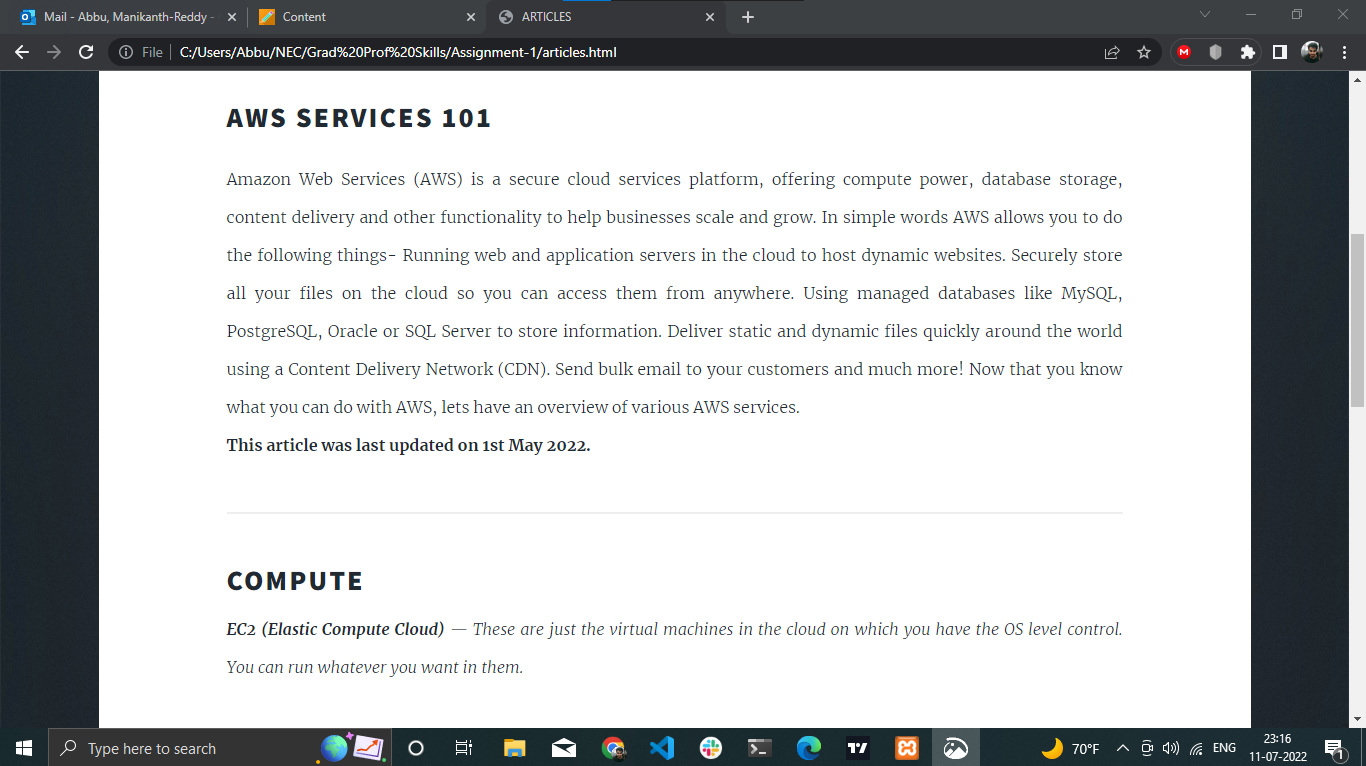 Mail - Abbu, Manikanth-Reddy -
Content
ARTICLES
File
C:/Users/Abbu/NEC/Grad%20Prof%20Skills/Assignment-1/articles.html
AWS SERVICES 101
Amazon Web Services (AWS) is a secure cloud services platform, offering compute power, database storage,
content delivery and other functionality to help businesses scale and grow. In simple words AWS allows you to do
the following things- Running web and application servers in the cloud to host dynamic websites. Securely store
all your files on the cloud so you can access them from anywhere. Using managed databases like MySQL,
PostgreSQL, Oracle or SQL Server to store information. Deliver static and dynamic files quickly around the world
using a Content Delivery Network (CDN). Send bulk email to your customers and much more! Now that you know
what you can do with AWS, lets have an overview of various AWS services.
This article was last updated on 1st May 2022.
COMPUTE
EC2 (Elastic Compute Cloud) — These are just the virtual machines in the cloud on which you have the OS level control.
You can run whatever you want in them.
Type here to search
70°F
ENG
23:16
11-07-2022
1